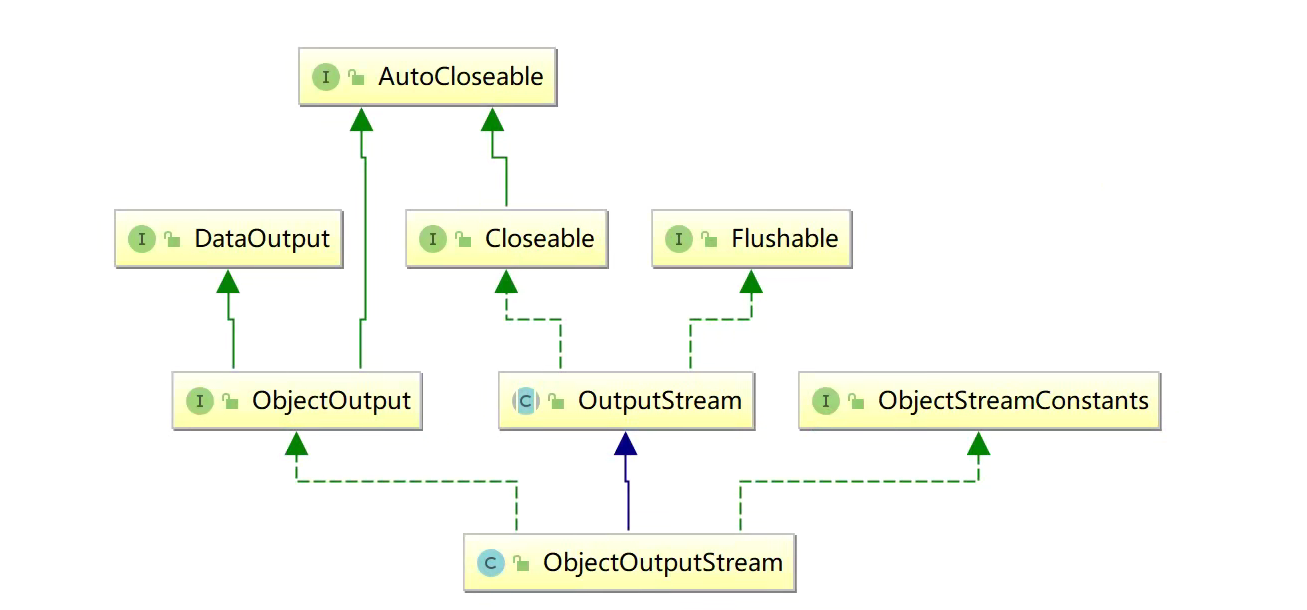 I AutoCloseable
I DataOutput
I Closeable
I Flushable
I ObjectOutput
C OutputStream
I ObjectStreamConstants
C ObjectOutputStream